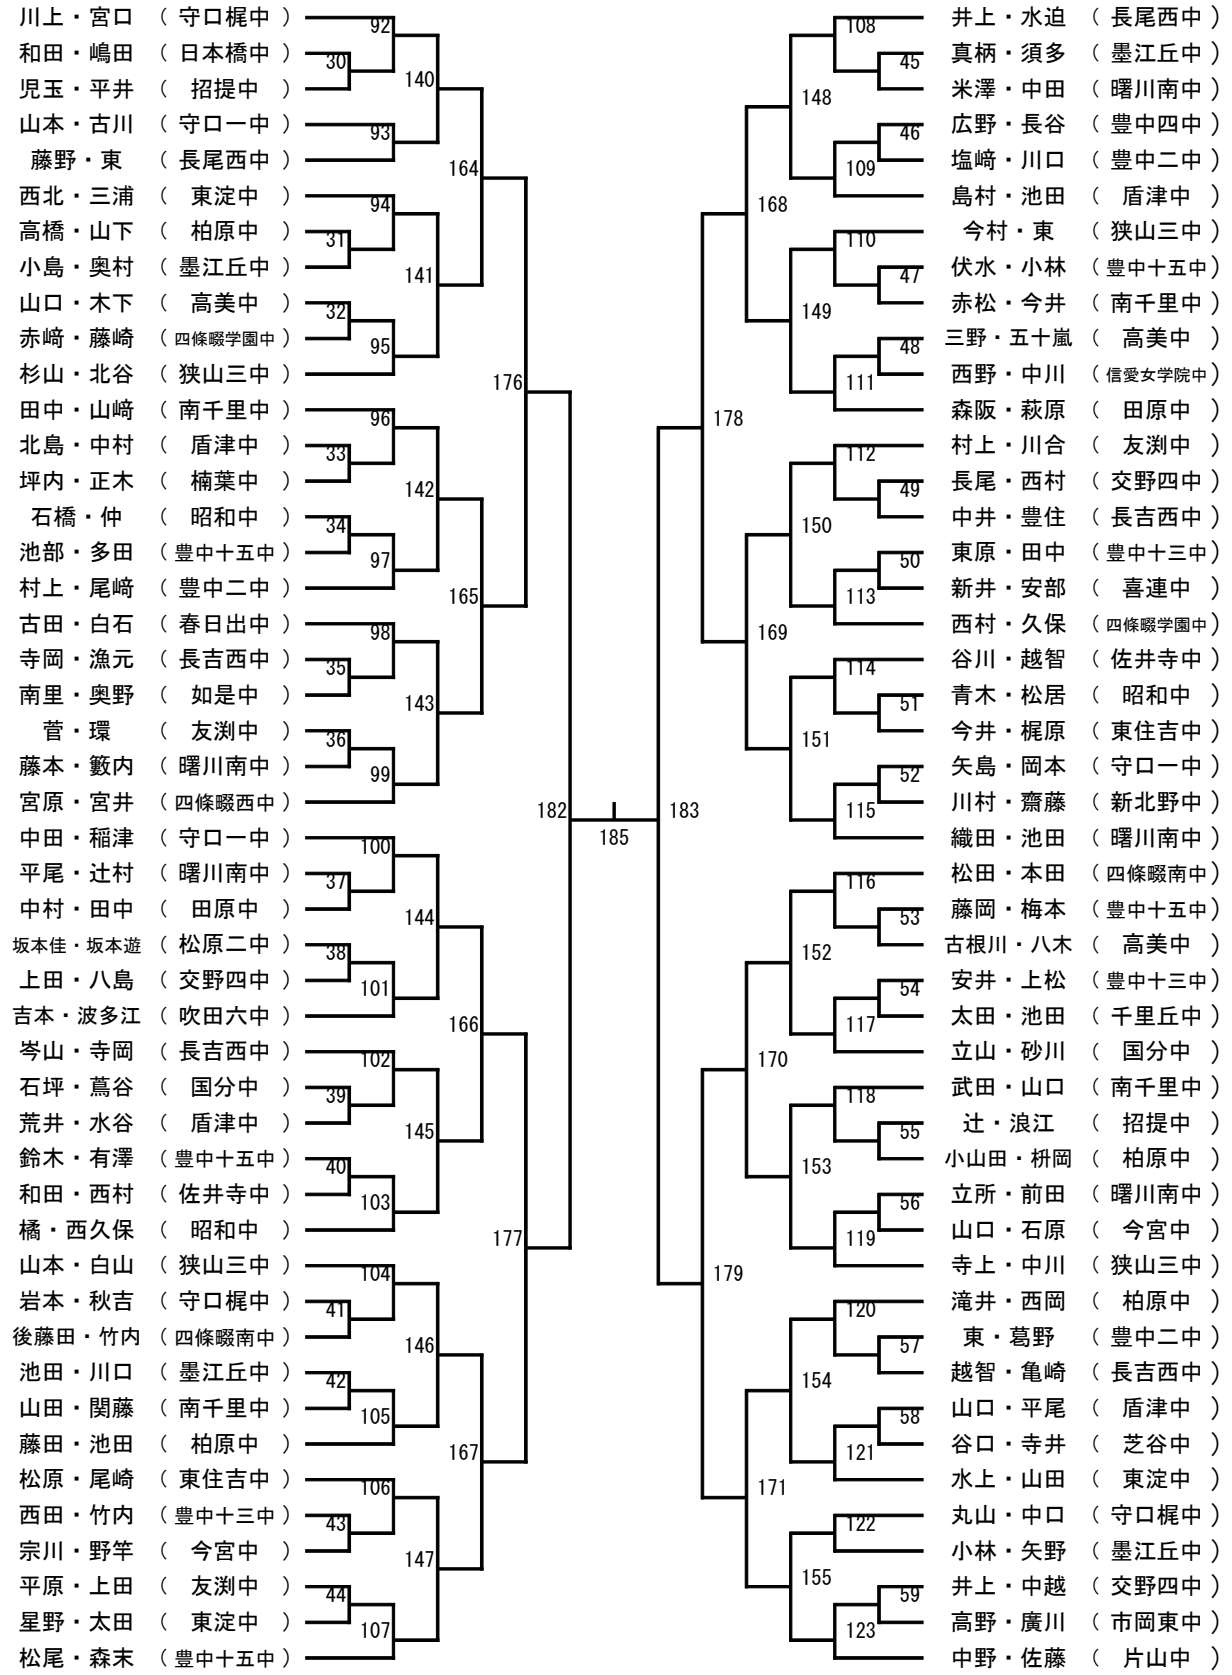 川上・宮口 （ 守口梶中 ）
和田・嶋田 （ 日本橋中 ）
児玉・平井 （ 招提中 ）
山本・古川 （ 守口一中 ）
藤野・東 （ 長尾西中 ）
西北・三浦 （ 東淀中 ）
高橋・山下 （ 柏原中 ）
小島・奥村 （ 墨江丘中 ）
山口・木下 （ 高美中 ）
赤﨑・藤崎 （ 四條畷学園中 ）
杉山・北谷 （ 狭山三中 ）
田中・山﨑 （ 南千里中 ）
北島・中村 （ 盾津中 ）
坪内・正木 （ 楠葉中 ）
石橋・仲 （ 昭和中 ）
池部・多田 （ 豊中十五中 ）
村上・尾﨑 （ 豊中二中 ）
古田・白石 （ 春日出中 ）
寺岡・漁元 （ 長吉西中 ）
南里・奥野 （ 如是中 ）
菅・環 （ 友渕中 ）
藤本・籔内 （ 曙川南中 ）
宮原・宮井 （ 四條畷西中 ）
中田・稲津 （ 守口一中 ）
平尾・辻村 （ 曙川南中 ）
中村・田中 （ 田原中 ）
坂本佳・坂本遊 （ 松原二中 ）
上田・八島 （ 交野四中 ）
吉本・波多江 （ 吹田六中 ）
岑山・寺岡 （ 長吉西中 ）
石坪・蔦谷 （ 国分中 ）
荒井・水谷 （ 盾津中 ）
鈴木・有澤 （ 豊中十五中 ）
和田・西村 （ 佐井寺中 ）
橘・西久保 （ 昭和中 ）
山本・白山 （ 狭山三中 ）
岩本・秋吉 （ 守口梶中 ）
後藤田・竹内 （ 四條畷南中 ）
池田・川口 （ 墨江丘中 ）
山田・関藤 （ 南千里中 ）
藤田・池田 （ 柏原中 ）
松原・尾崎 （ 東住吉中 ）
西田・竹内 （ 豊中十三中 ）
宗川・野竿 （ 今宮中 ）
平原・上田 （ 友渕中 ）
星野・太田 （ 東淀中 ）
松尾・森末 （ 豊中十五中 ）
30
31
32
33
34
35
36
37
38
39
40
41
42
43
44
92
93
94
95
96
97
98
99
100
101
102
103
104
105
106
107
140
141
142
143
144
145
146
147
164
165
166
167
176
177
182
185
183
178
179
168
169
170
171
148
149
150
151
152
153
154
155
108
109
110
111
112
113
114
115
116
117
118
119
120
121
122
123
45
46
47
48
49
50
51
52
53
54
55
56
57
58
59
井上・水迫 （ 長尾西中 ）
真柄・須多 （ 墨江丘中 ）
米澤・中田 （ 曙川南中 ）
広野・長谷 （ 豊中四中 ）
塩﨑・川口 （ 豊中二中 ）
島村・池田 （ 盾津中 ）
今村・東 （ 狭山三中 ）
伏水・小林 （ 豊中十五中 ）
赤松・今井 （ 南千里中 ）
三野・五十嵐 （ 高美中 ）
西野・中川 （ 信愛女学院中 ）
森阪・萩原 （ 田原中 ）
村上・川合 （ 友渕中 ）
長尾・西村 （ 交野四中 ）
中井・豊住 （ 長吉西中 ）
東原・田中 （ 豊中十三中 ）
新井・安部 （ 喜連中 ）
西村・久保 （ 四條畷学園中 ）
谷川・越智 （ 佐井寺中 ）
青木・松居 （ 昭和中 ）
今井・梶原 （ 東住吉中 ）
矢島・岡本 （ 守口一中 ）
川村・齋藤 （ 新北野中 ）
織田・池田 （ 曙川南中 ）
松田・本田 （ 四條畷南中 ）
藤岡・梅本 （ 豊中十五中 ）
古根川・八木 （ 高美中 ）
安井・上松 （ 豊中十三中 ）
太田・池田 （ 千里丘中 ）
立山・砂川 （ 国分中 ）
武田・山口 （ 南千里中 ）
辻・浪江 （ 招提中 ）
小山田・枡岡 （ 柏原中 ）
立所・前田 （ 曙川南中 ）
山口・石原 （ 今宮中 ）
寺上・中川 （ 狭山三中 ）
滝井・西岡 （ 柏原中 ）
東・葛野 （ 豊中二中 ）
越智・亀崎 （ 長吉西中 ）
山口・平尾 （ 盾津中 ）
谷口・寺井 （ 芝谷中 ）
水上・山田 （ 東淀中 ）
丸山・中口 （ 守口梶中 ）
小林・矢野 （ 墨江丘中 ）
井上・中越 （ 交野四中 ）
高野・廣川 （ 市岡東中 ）
中野・佐藤 （ 片山中 ）